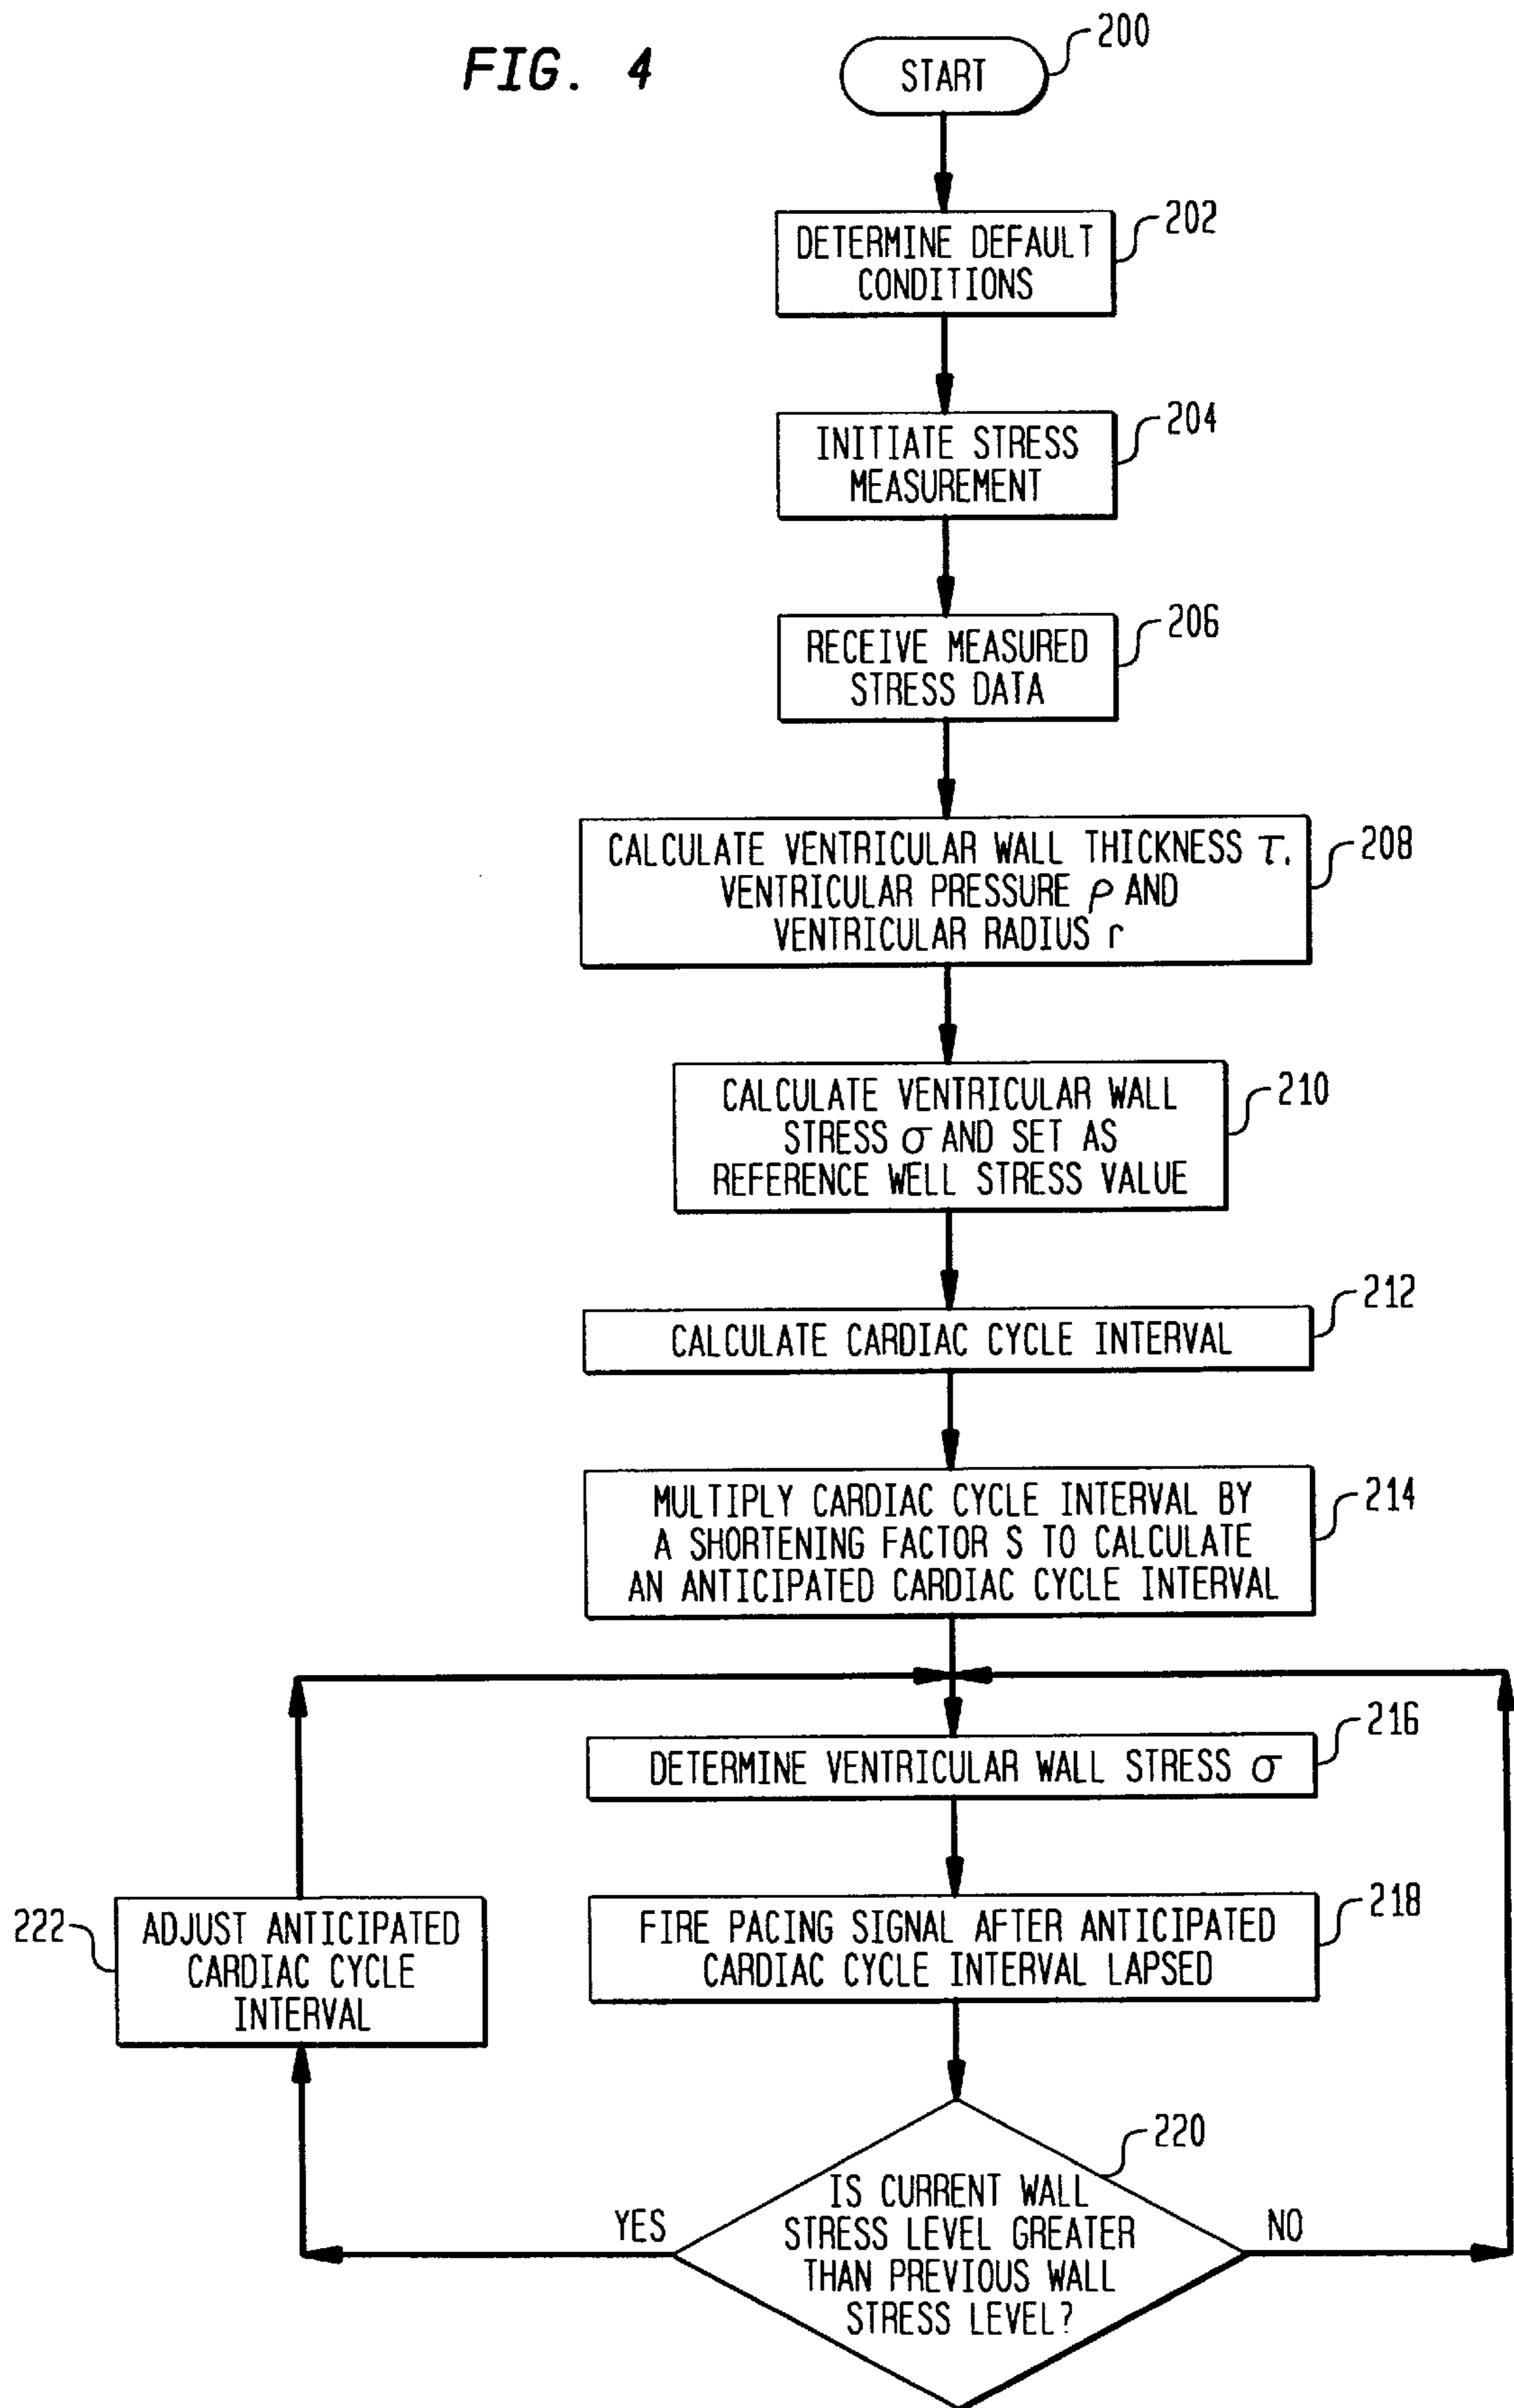 FIG. 4
START
200
DETERMINE DEFAULT
CONDITIONS
202
INITIATE STRESS
MEASUREMENT
204
RECEIVE MEASURED
STRESS DATA
206
CALCULATE VENTRICULAR WALL THICKNESS τ,
VENTRICULAR PRESSURE ρ AND
VENTRICULAR RADIUS r
208
CALCULATE VENTRICULAR WALL
STRESS σ AND SET AS
REFERENCE WELL STRESS VALUE
210
CALCULATE CARDIAC CYCLE INTERVAL
212
MULTIPLY CARDIAC CYCLE INTERVAL BY
A SHORTENING FACTOR S TO CALCULATE
AN ANTICIPATED CARDIAC CYCLE INTERVAL
214
DETERMINE VENTRICULAR WALL STRESS σ
216
FIRE PACING SIGNAL AFTER ANTICIPATED
CARDIAC CYCLE INTERVAL LAPSED
218
222
ADJUST ANTICIPATED
CARDIAC CYCLE
INTERVAL
220
IS CURRENT WALL
STRESS LEVEL GREATER
THAN PREVIOUS WALL
STRESS LEVEL?
YES
NO